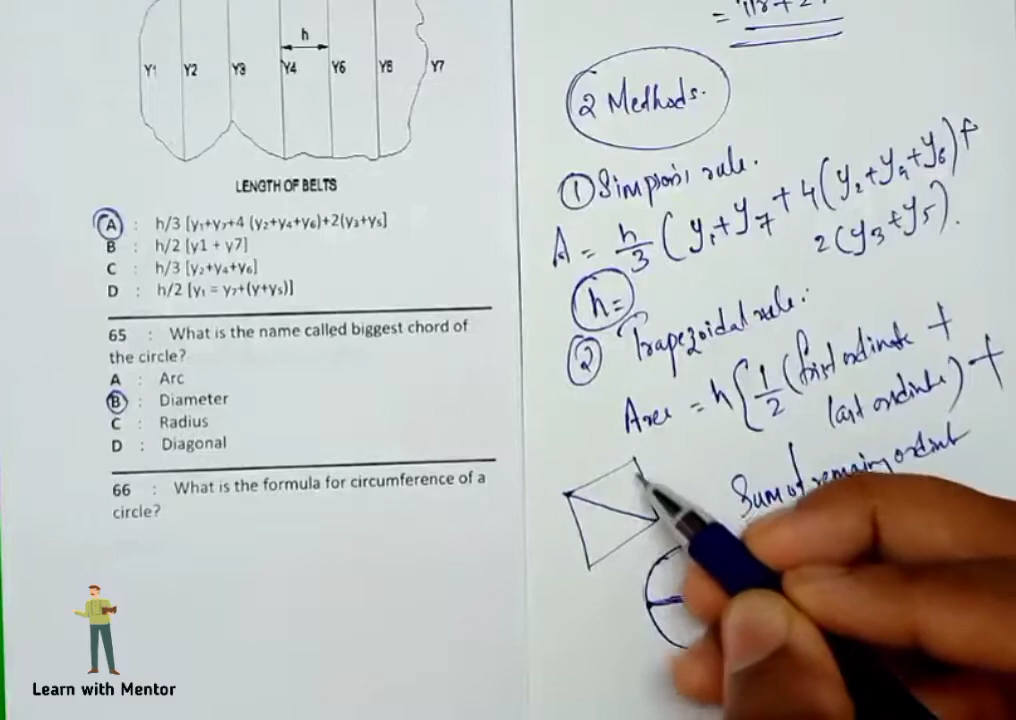 h
Y1 Y2 Y3 Y4 Y6 Y8 Y7
LENGTH OF BELTS
A : h/3 [y₁+y₇+4 (y₂+y₄+y₆)+2(y₃+y₅]
B : h/2 [y1 + y7]
C : h/3 [y₂+y₄+y₆]
D : h/2 [y₁ = y₇+(y+y₅)]
65 : What is the name called biggest chord of
the circle?
A : Arc
B : Diameter
C : Radius
D : Diagonal
66 : What is the formula for circumference of a
circle?
Learn with Mentor
2 Methods.
① Simpson's rule.
A = h/3 (y₁+y₇ + 4(y₂+y₄+y₆)+
2(y₃+y₅).
h=
② Trapezoidal rule:
Area = h{1/2 (first ordinate +
last ordinate) +
Sum of remaining ordinat